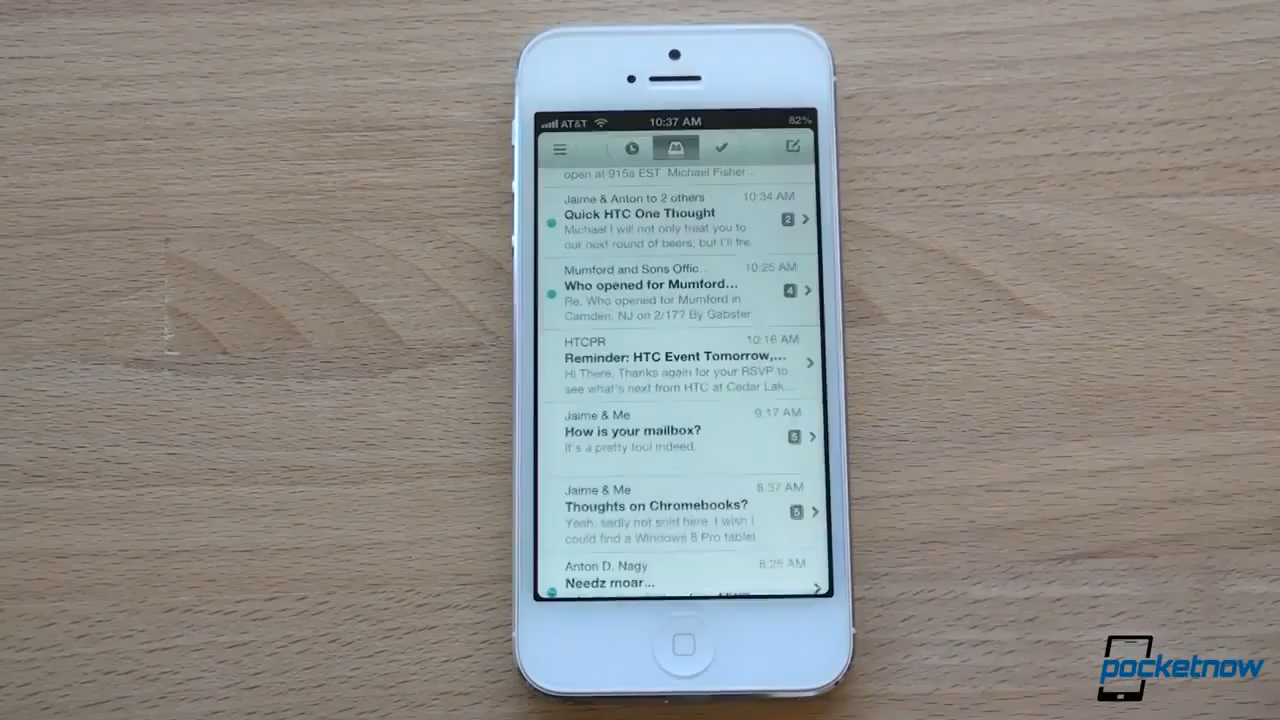 AT&T 10:37 AM 82%
open at 915a EST Michael Fisher..
Jaime & Anton to 2 others 10:34 AM
Quick HTC One Thought
2
Michael I will not only treat you to
our next round of beers, but I'll fre
Mumford and Sons Offic.. 10:25 AM
Who opened for Mumford...
4
Re. Who opened for Mumford in
Camden, NJ on 2/17? By Gabster
HTCPR 10:16 AM
Reminder: HTC Event Tomorrow,...
Hi There, Thanks again for your RSVP to
see what's next from HTC at Cedar Lak...
Jaime & Me 9:17 AM
How is your mailbox?
5
It's a pretty tool indeed.
Jaime & Me 8:37 AM
Thoughts on Chromebooks?
5
Yeah, sadly not sold here. I wish I
could find a Windows 8 Pro tablet
Anton D. Nagy 8:25 AM
Needz moar...
pocketnow